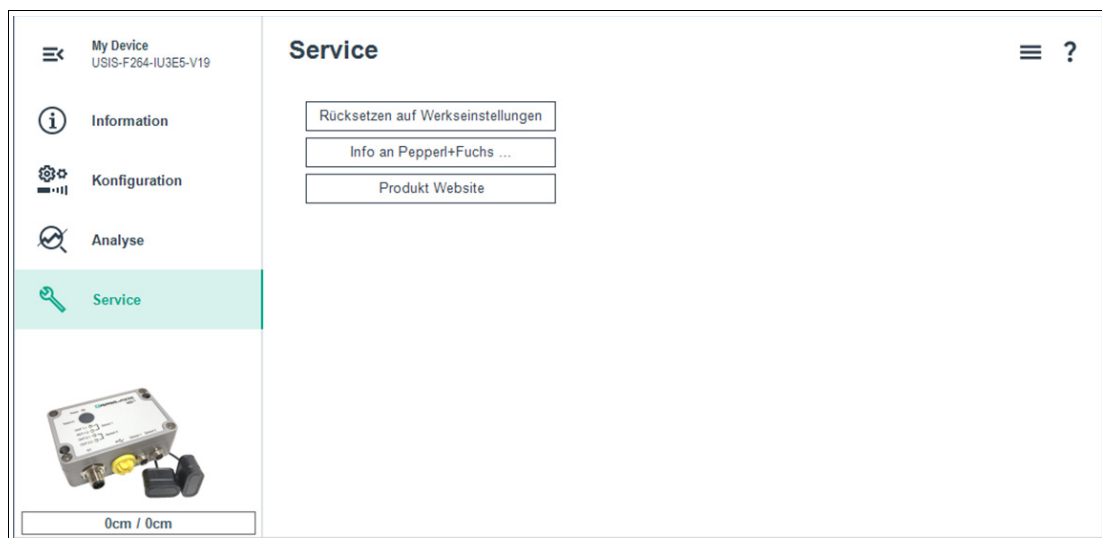 My Device
USIS-F264-IU3E5-V19
Information
Konfiguration
Analyse
Service
0cm / 0cm
Service
?
Rücksetzen auf Werkseinstellungen
Info an Pepperl+Fuchs ...
Produkt Website